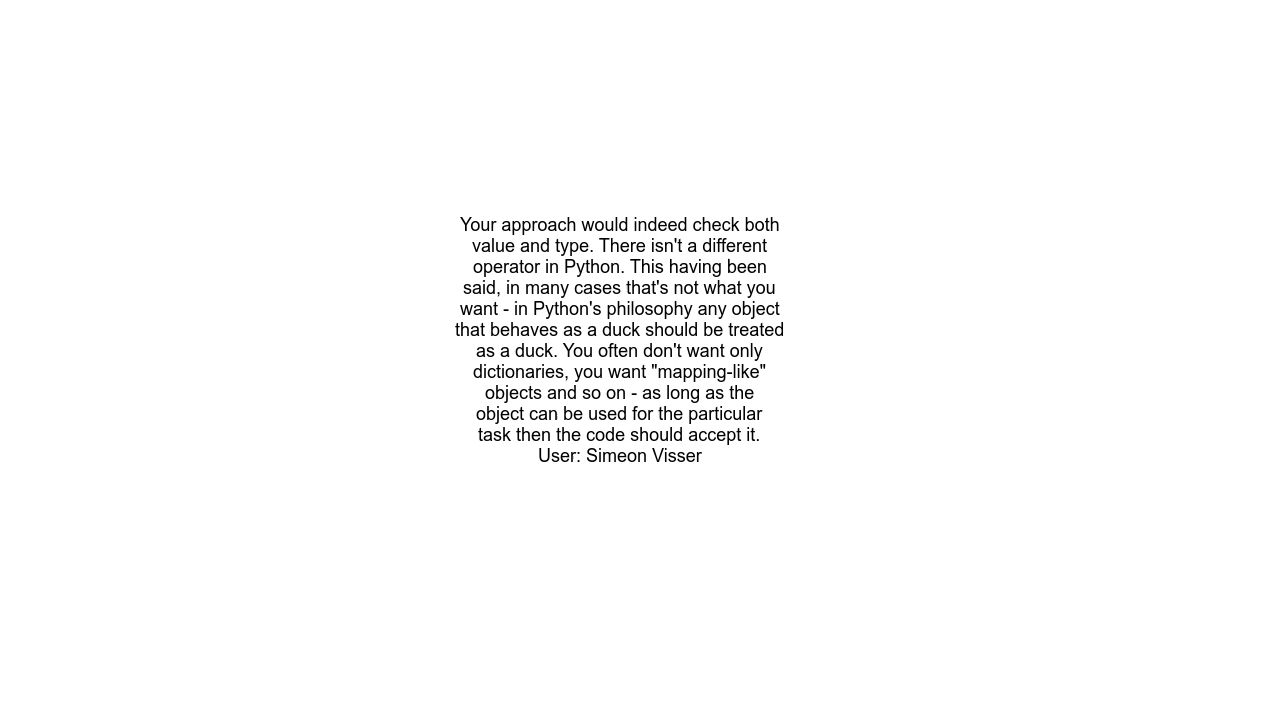 Your approach would indeed check both
value and type. There isn't a different
operator in Python. This having been
said, in many cases that's not what you
want - in Python's philosophy any object
that behaves as a duck should be treated
as a duck. You often don't want only
dictionaries, you want "mapping-like"
objects and so on - as long as the
object can be used for the particular
task then the code should accept it.
User: Simeon Visser